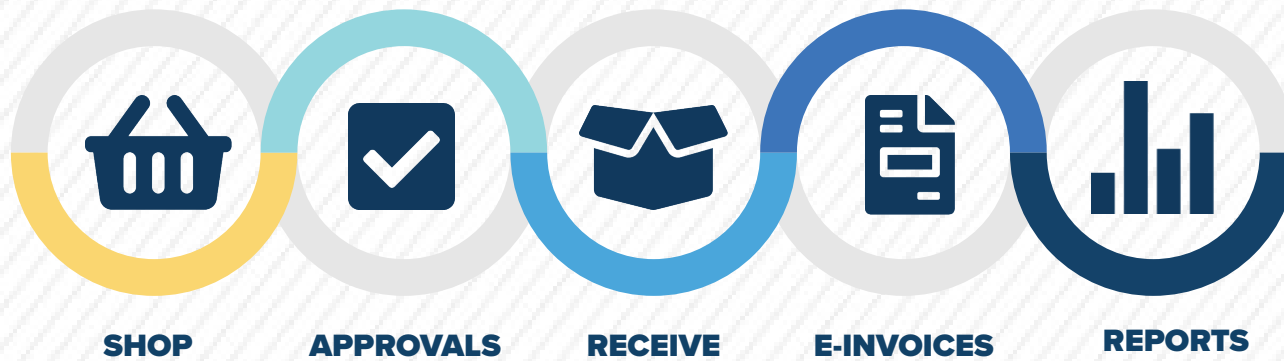 SHOP
APPROVALS
RECEIVE
E-INVOICES
REPORTS